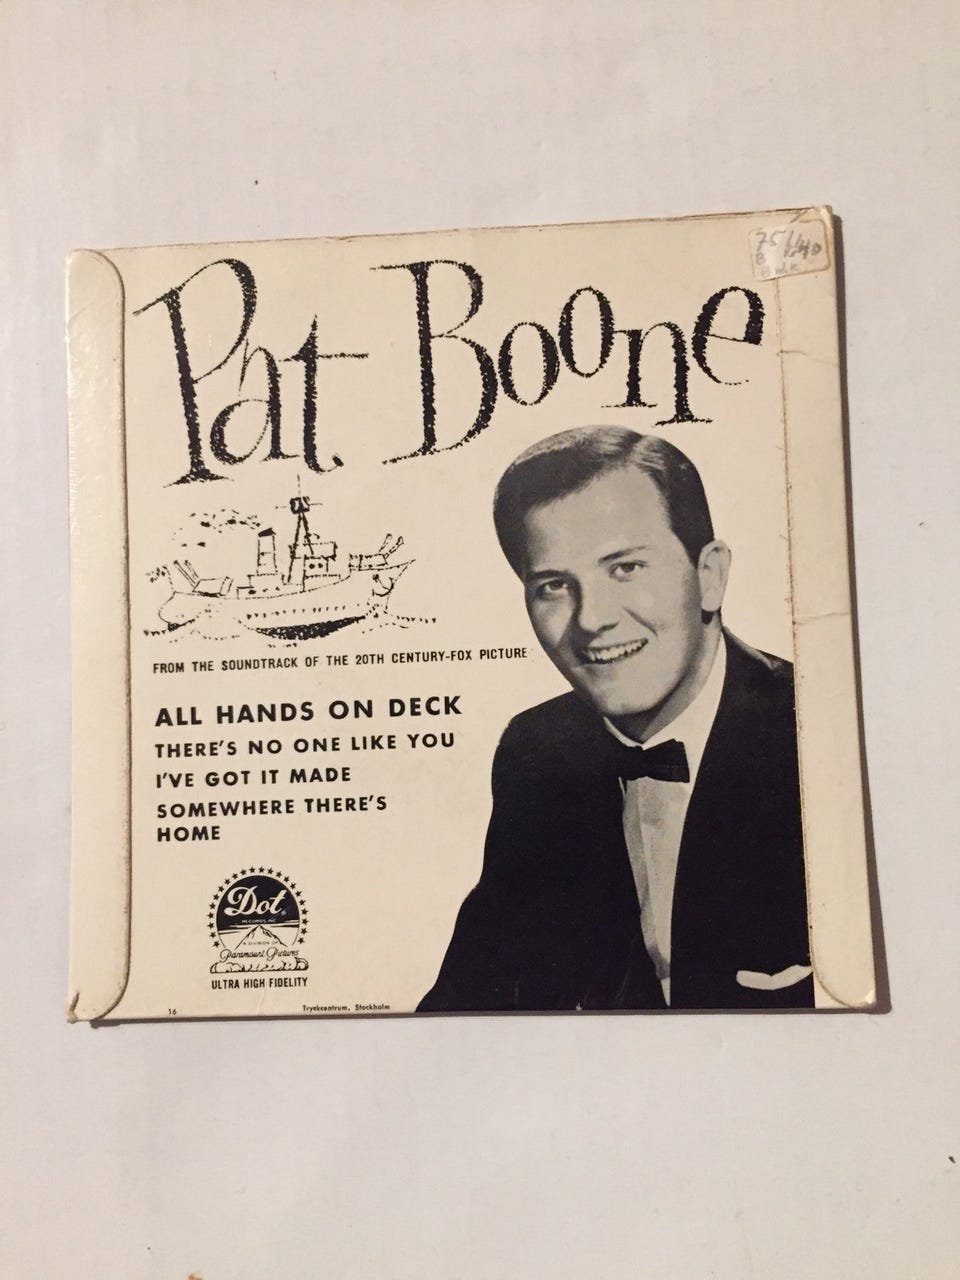 Pat Boone
FROM THE SOUNDTRACK OF THE 20TH CENTURY-FOX PICTURE
ALL HANDS ON DECK
THERE'S NO ONE LIKE YOU
I'VE GOT IT MADE
SOMEWHERE THERE'S
HOME
Dot
RECORDS INC
A DIVISION OF
Paramount Pictures
ULTRA HIGH FIDELITY
16 Tryckcentrum, Stockholm